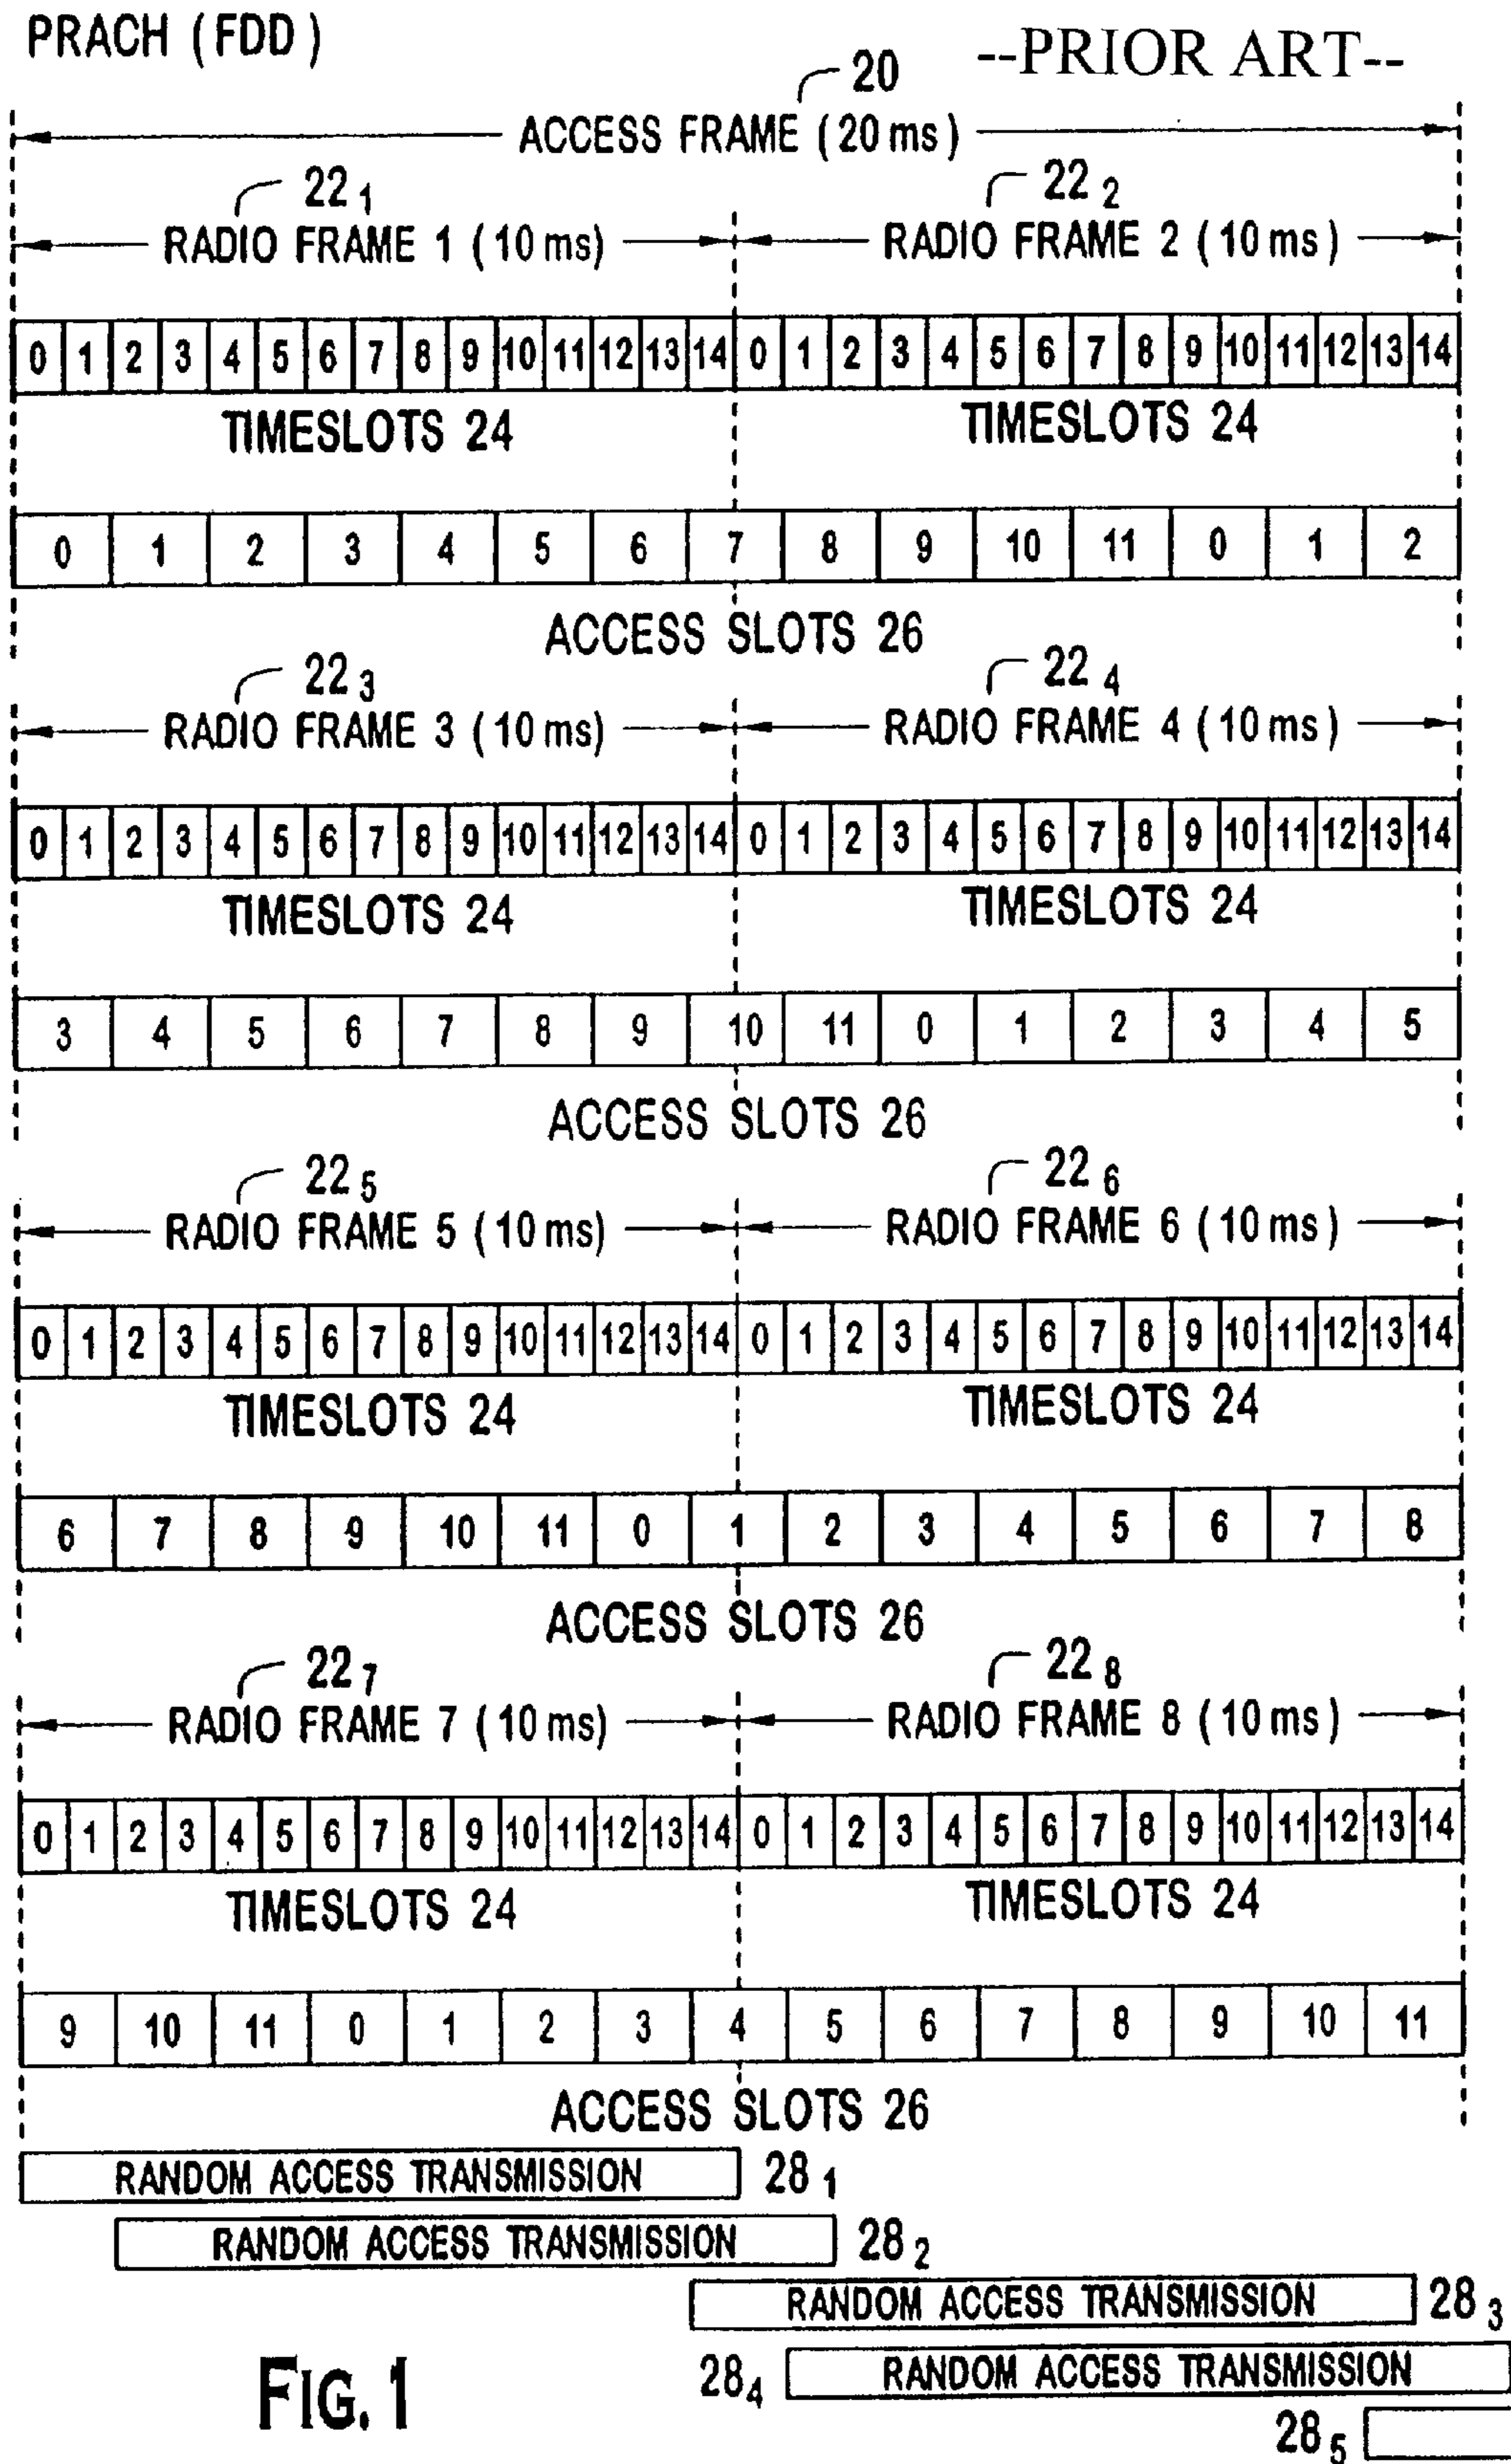 PRACH (FDD)
--PRIOR ART--
20
ACCESS FRAME (20 ms)
22 1 22 2
RADIO FRAME 1 (10 ms) RADIO FRAME 2 (10 ms)
0 1 2 3 4 5 6 7 8 9 10 11 12 13 14 0 1 2 3 4 5 6 7 8 9 10 11 12 13 14
TIMESLOTS 24 TIMESLOTS 24
0 1 2 3 4 5 6 7 8 9 10 11 0 1 2
ACCESS SLOTS 26
22 3 22 4
RADIO FRAME 3 (10 ms) RADIO FRAME 4 (10 ms)
0 1 2 3 4 5 6 7 8 9 10 11 12 13 14 0 1 2 3 4 5 6 7 8 9 10 11 12 13 14
TIMESLOTS 24 TIMESLOTS 24
3 4 5 6 7 8 9 10 11 0 1 2 3 4 5
ACCESS SLOTS 26
22 5 22 6
RADIO FRAME 5 (10 ms) RADIO FRAME 6 (10 ms)
0 1 2 3 4 5 6 7 8 9 10 11 12 13 14 0 1 2 3 4 5 6 7 8 9 10 11 12 13 14
TIMESLOTS 24 TIMESLOTS 24
6 7 8 9 10 11 0 1 2 3 4 5 6 7 8
ACCESS SLOTS 26
22 7 22 8
RADIO FRAME 7 (10 ms) RADIO FRAME 8 (10 ms)
0 1 2 3 4 5 6 7 8 9 10 11 12 13 14 0 1 2 3 4 5 6 7 8 9 10 11 12 13 14
TIMESLOTS 24 TIMESLOTS 24
9 10 11 0 1 2 3 4 5 6 7 8 9 10 11
ACCESS SLOTS 26
RANDOM ACCESS TRANSMISSION 28 1
RANDOM ACCESS TRANSMISSION 28 2
RANDOM ACCESS TRANSMISSION 28 3
28 4 RANDOM ACCESS TRANSMISSION
FIG. 1
28 5